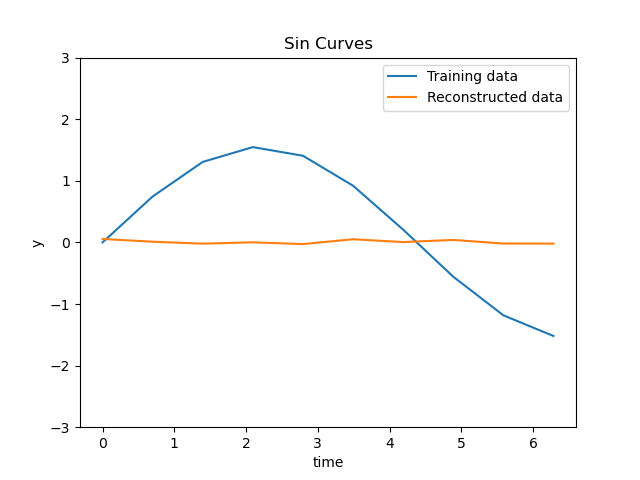 Sin Curves
Training data
Reconstructed data
3
2
1
0
−1
−2
−3
y
0 1 2 3 4 5 6
time